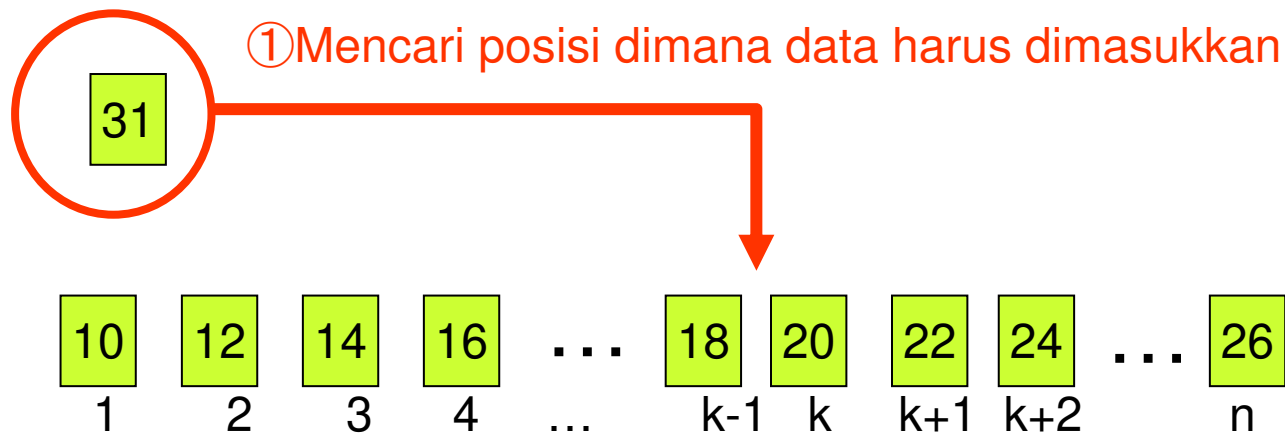 ①Mencari posisi dimana data harus dimasukkan
31
10 12 14 16 ... 18 20 22 24 ... 26
1 2 3 4 ... k-1 k k+1 k+2 n